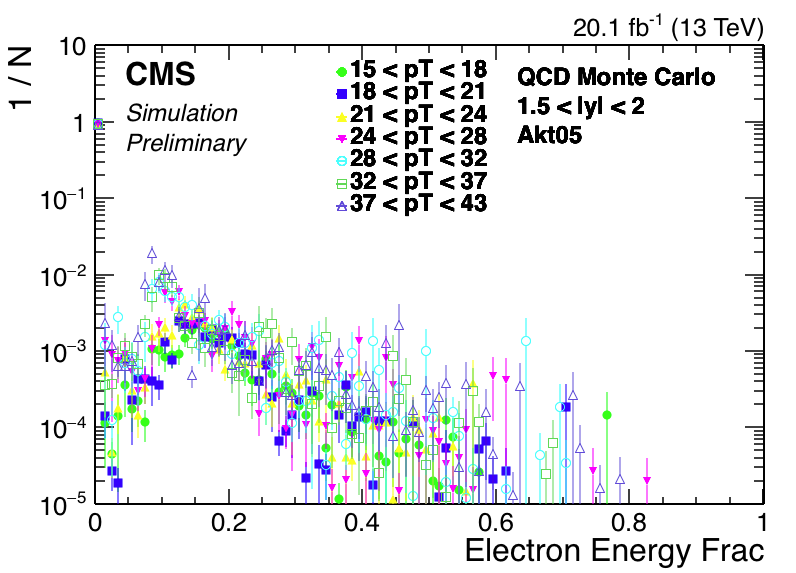 20.1 fb⁻¹ (13 TeV)
1 / N
CMS
Simulation
Preliminary
15 < pT < 18
18 < pT < 21
21 < pT < 24
24 < pT < 28
28 < pT < 32
32 < pT < 37
37 < pT < 43
QCD Monte Carlo
1.5 < |y| < 2
Akt05
10
1
10⁻¹
10⁻²
10⁻³
10⁻⁴
10⁻⁵
0 0.2 0.4 0.6 0.8 1
Electron Energy Frac